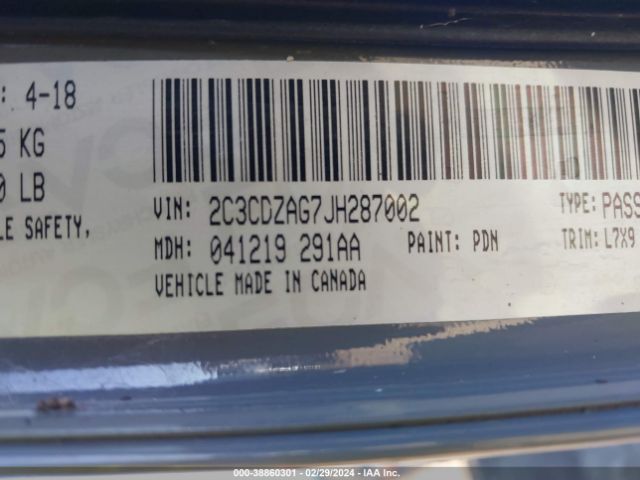 : 4-18
5 KG
0 LB
LE SAFETY,
VIN: 2C3CDZAG7JH287002
TYPE: PASS
MDH: 041219 291AA
PAINT: PDN
TRIM: L7X9
VEHICLE MADE IN CANADA
000-38860301 - 02/29/2024 - IAA Inc.